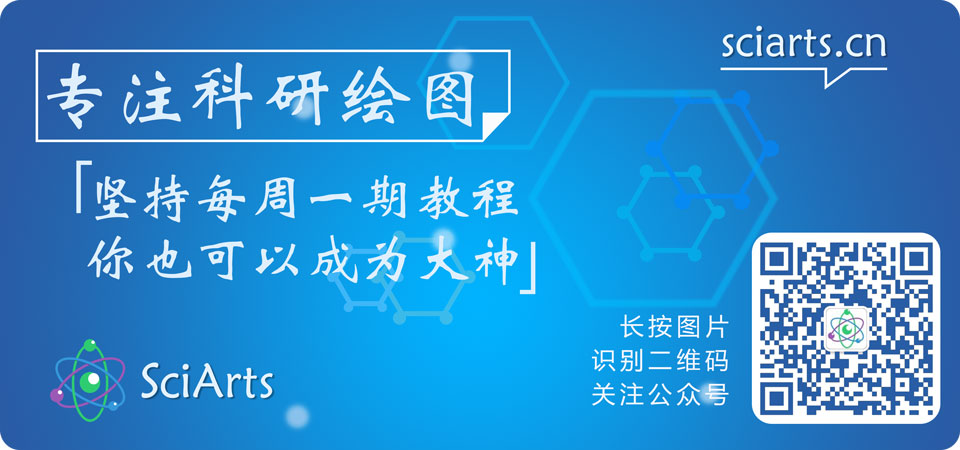 sciarts.cn
专注科研绘图
「坚持每周一期教程
你也可以成为大神」
长按图片
识别二维码
关注公众号
SciArts